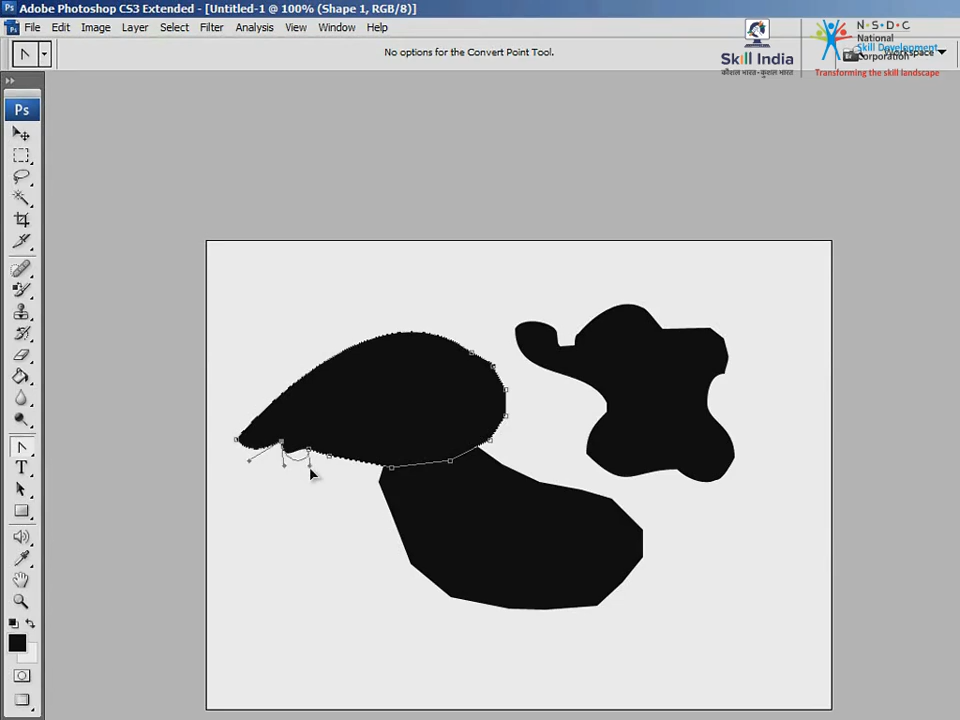 Adobe Photoshop CS3 Extended - [Untitled-1 @ 100% (Shape 1, RGB/8)]
File Edit Image Layer Select Filter Analysis View Window Help
No options for the Convert Point Tool.
Workspace
Skill India
कौशल भारत-कुशल भारत
N·S·D·C
National
Skill Development
Corporation
Transforming the skill landscape
Ps
T